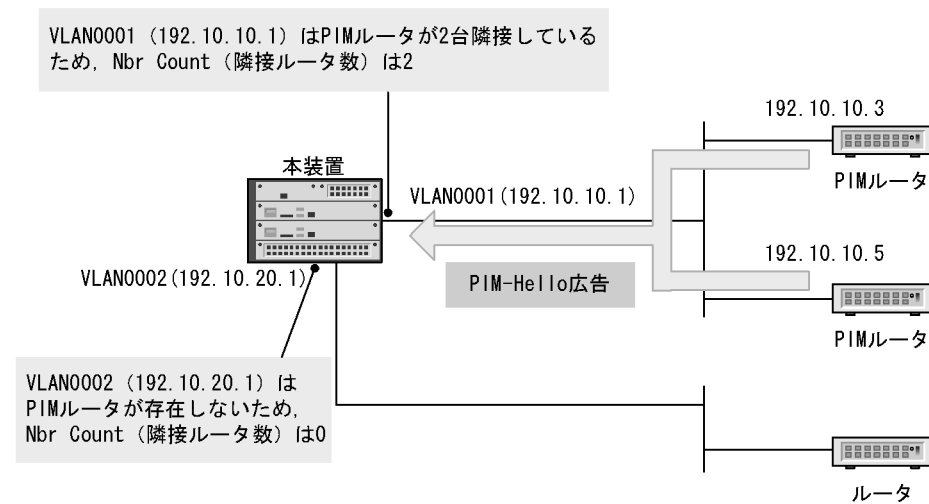 VLAN0001 (192.10.10.1) はPIMルータが2台隣接している
ため, Nbr Count (隣接ルータ数) は2
192.10.10.3
本装置
PIMルータ
VLAN0001(192.10.10.1)
192.10.10.5
VLAN0002(192.10.20.1)
PIM-Hello広告
PIMルータ
VLAN0002 (192.10.20.1) は
PIMルータが存在しないため,
Nbr Count (隣接ルータ数) は0
ルータ